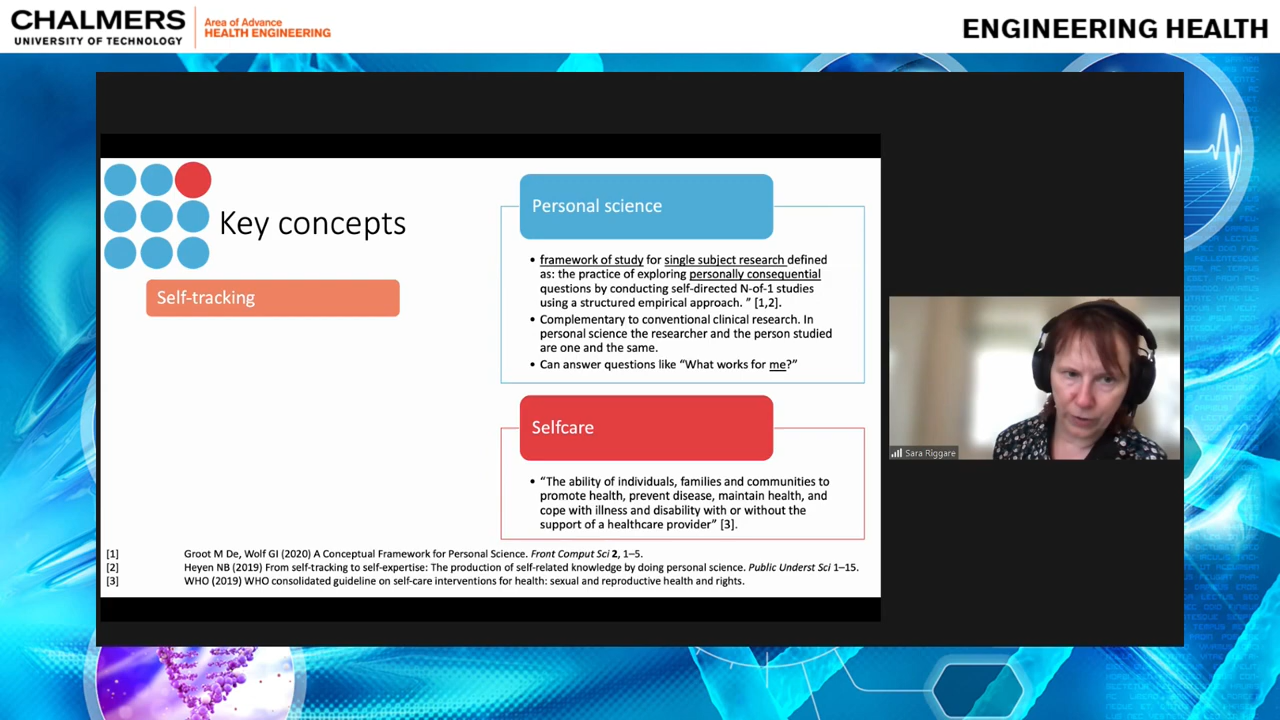 CHALMERS
UNIVERSITY OF TECHNOLOGY
Area of Advance
HEALTH ENGINEERING
ENGINEERING HEALTH
Key concepts
Self-tracking
Personal science
• framework of study for single subject research defined
as: the practice of exploring personally consequential
questions by conducting self-directed N-of-1 studies
using a structured empirical approach. ” [1,2].
• Complementary to conventional clinical research. In
personal science the researcher and the person studied
are one and the same.
• Can answer questions like “What works for me?”
Selfcare
• “The ability of individuals, families and communities to
promote health, prevent disease, maintain health, and
cope with illness and disability with or without the
support of a healthcare provider” [3].
[1] Groot M De, Wolf GI (2020) A Conceptual Framework for Personal Science. Front Comput Sci 2, 1–5.
[2] Heyen NB (2019) From self-tracking to self-expertise: The production of self-related knowledge by doing personal science. Public Underst Sci 1–15.
[3] WHO (2019) WHO consolidated guideline on self-care interventions for health: sexual and reproductive health and rights.
Sara Riggare